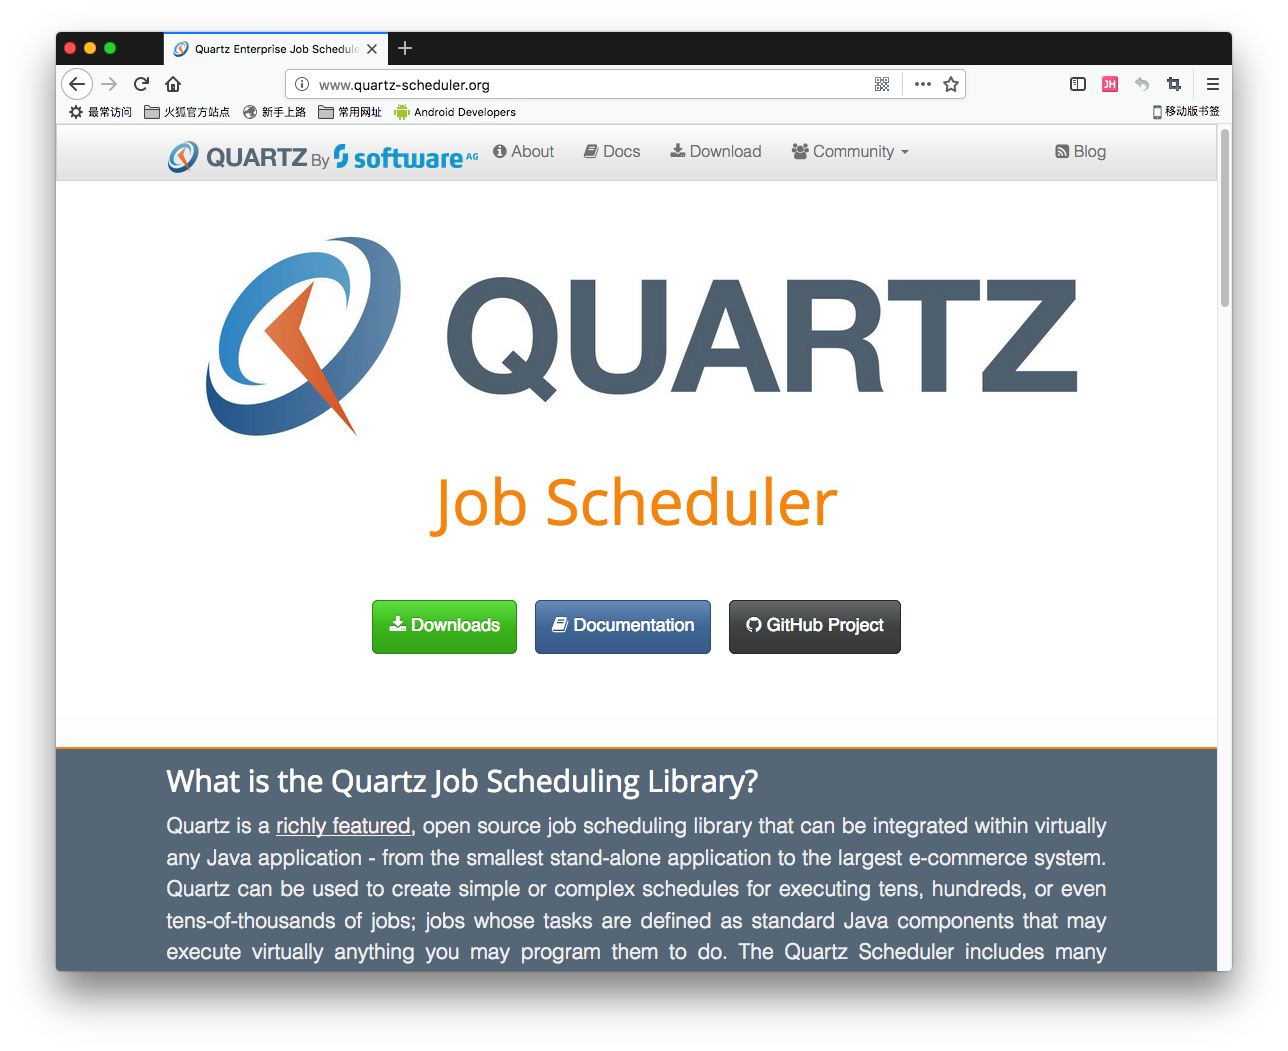 Quartz Enterprise Job Schedule
www.quartz-scheduler.org
JH
最常访问 火狐官方站点 新手上路 常用网址 Android Developers 移动版书签
QUARTZ By software AG About Docs Download Community Blog
QUARTZ
Job Scheduler
Downloads Documentation GitHub Project
What is the Quartz Job Scheduling Library?
Quartz is a richly featured, open source job scheduling library that can be integrated within virtually
any Java application - from the smallest stand-alone application to the largest e-commerce system.
Quartz can be used to create simple or complex schedules for executing tens, hundreds, or even
tens-of-thousands of jobs; jobs whose tasks are defined as standard Java components that may
execute virtually anything you may program them to do. The Quartz Scheduler includes many